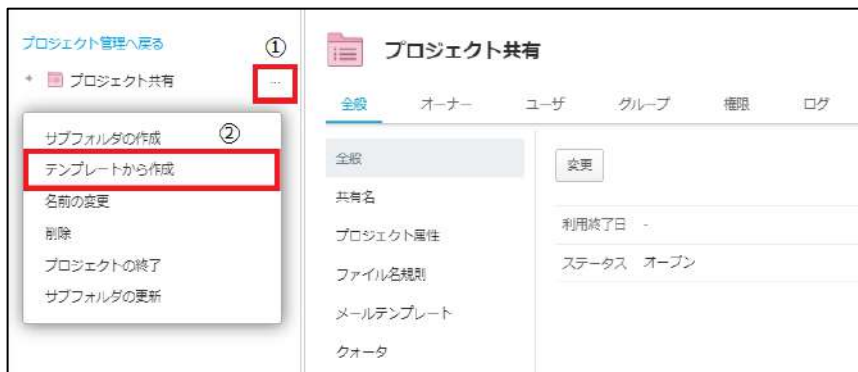 プロジェクト管理へ戻る
①
プロジェクト共有
...
サブフォルダの作成
②
テンプレートから作成
名前の変更
削除
プロジェクトの終了
サブフォルダの更新
プロジェクト共有
全般 オーナー ユーザ グループ 権限 ログ
全般
共有名
プロジェクト属性
ファイル名規則
メールテンプレート
クォータ
変更
利用終了日 -
ステータス オープン